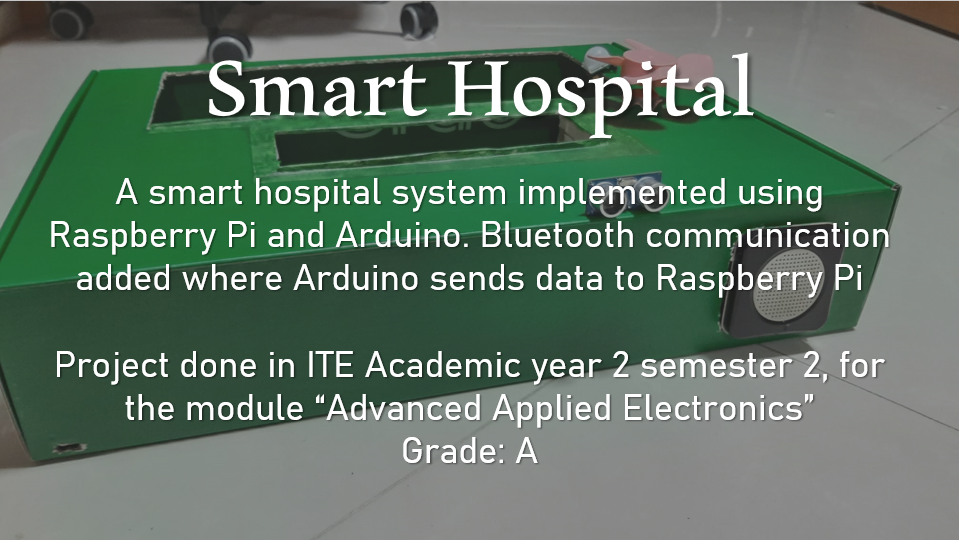 Smart Hospital
A smart hospital system implemented using
Raspberry Pi and Arduino. Bluetooth communication
added where Arduino sends data to Raspberry Pi
Project done in ITE Academic year 2 semester 2, for
the module “Advanced Applied Electronics”
Grade: A